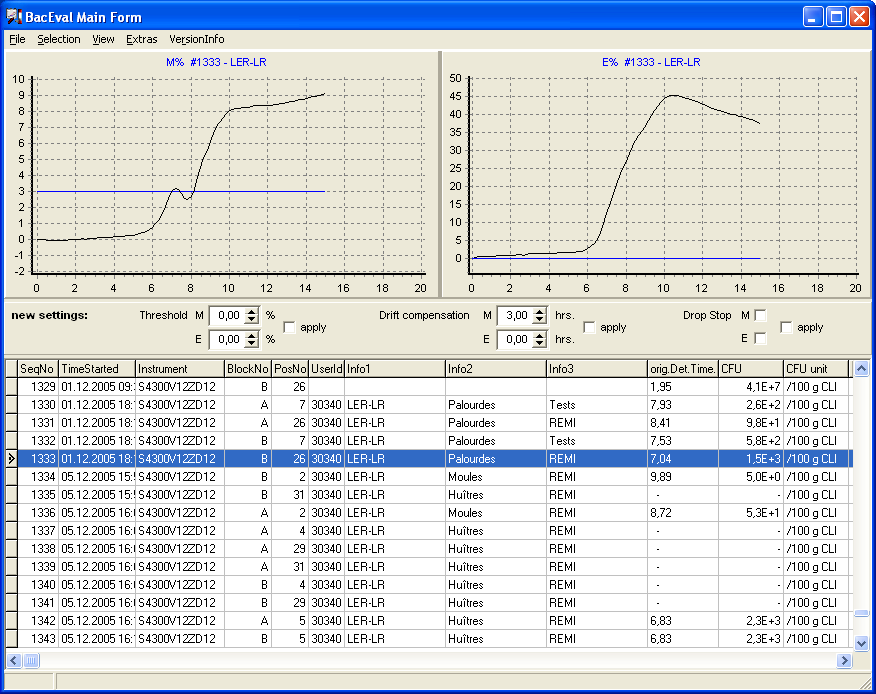 BacEval Main Form
File Selection View Extras VersionInfo
M% #1333 - LER-LR
10
9
8
7
6
5
4
3
2
1
0
-1
-2
0 2 4 6 8 10 12 14 16 18 20
E% #1333 - LER-LR
50
45
40
35
30
25
20
15
10
5
0
0 2 4 6 8 10 12 14 16 18 20
new settings: Threshold M 0,00 % apply Drift compensation M 3,00 hrs. apply Drop Stop M apply
E 0,00 % E 0,00 hrs. E
SeqNo TimeStarted Instrument BlockNo PosNo UserId Info1 Info2 Info3 orig.Det.Time. CFU CFU unit
1329 01.12.2005 09: S4300V12ZD12 B 26 1,95 4,1E+7 /100 g CLI
1330 01.12.2005 18: S4300V12ZD12 A 7 30340 LER-LR Palourdes Tests 7,93 2,6E+2 /100 g CLI
1331 01.12.2005 18: S4300V12ZD12 A 26 30340 LER-LR Palourdes REMI 8,41 9,8E+1 /100 g CLI
1332 01.12.2005 18: S4300V12ZD12 B 7 30340 LER-LR Palourdes Tests 7,53 5,8E+2 /100 g CLI
1333 01.12.2005 18: S4300V12ZD12 B 26 30340 LER-LR Palourdes REMI 7,04 1,5E+3 /100 g CLI
1334 05.12.2005 15: S4300V12ZD12 B 2 30340 LER-LR Moules REMI 9,89 5,0E+0 /100 g CLI
1335 05.12.2005 15: S4300V12ZD12 B 31 30340 LER-LR Huîtres REMI - - /100 g CLI
1336 05.12.2005 16: S4300V12ZD12 A 2 30340 LER-LR Moules REMI 8,72 5,3E+1 /100 g CLI
1337 05.12.2005 16: S4300V12ZD12 A 4 30340 LER-LR Huîtres REMI - - /100 g CLI
1338 05.12.2005 16: S4300V12ZD12 A 29 30340 LER-LR Huîtres REMI - - /100 g CLI
1339 05.12.2005 16: S4300V12ZD12 A 31 30340 LER-LR Huîtres REMI - - /100 g CLI
1340 05.12.2005 16: S4300V12ZD12 B 4 30340 LER-LR Huîtres REMI - - /100 g CLI
1341 05.12.2005 16: S4300V12ZD12 B 29 30340 LER-LR Huîtres REMI - - /100 g CLI
1342 05.12.2005 16: S4300V12ZD12 A 5 30340 LER-LR Huîtres REMI 6,83 2,3E+3 /100 g CLI
1343 05.12.2005 16: S4300V12ZD12 B 5 30340 LER-LR Huîtres REMI 6,83 2,3E+3 /100 g CLI